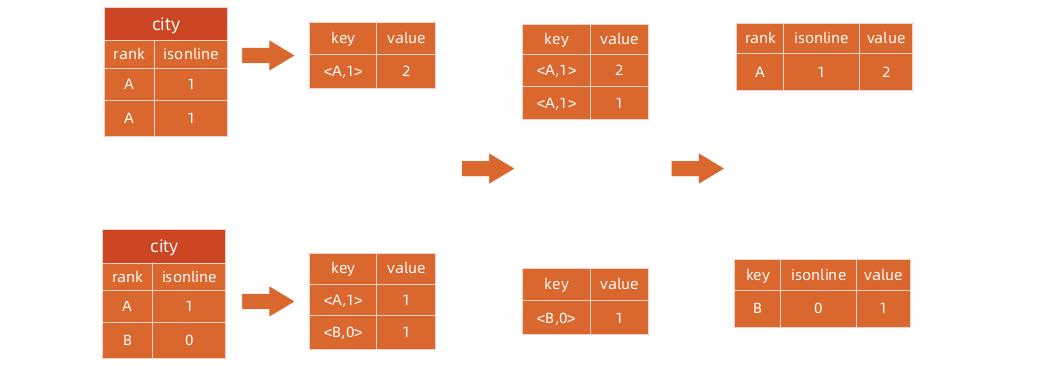 city
rank isonline
A 1
A 1
key value
<A,1> 2
key value
<A,1> 2
<A,1> 1
rank isonline value
A 1 2
city
rank isonline
A 1
B 0
key value
<A,1> 1
<B,0> 1
key value
<B,0> 1
key isonline value
B 0 1